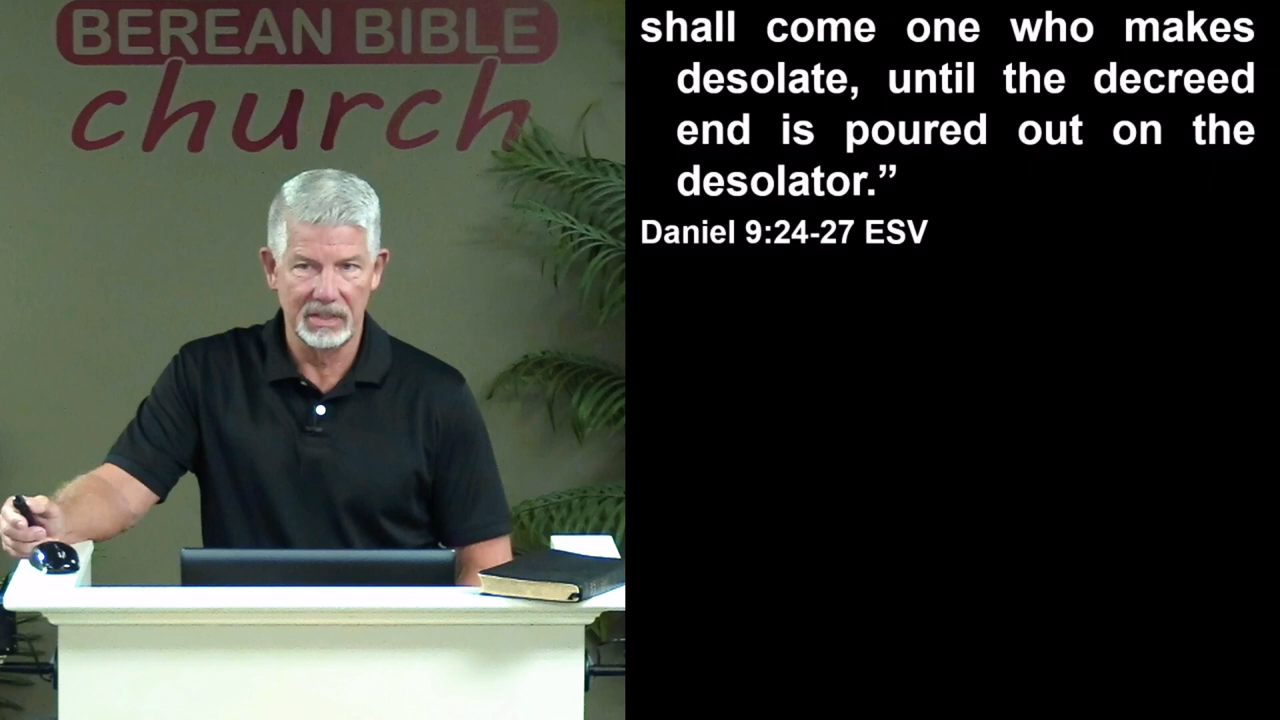 BEREAN BIBLE
church
shall come one who makes
desolate, until the decreed
end is poured out on the
desolator.”
Daniel 9:24-27 ESV